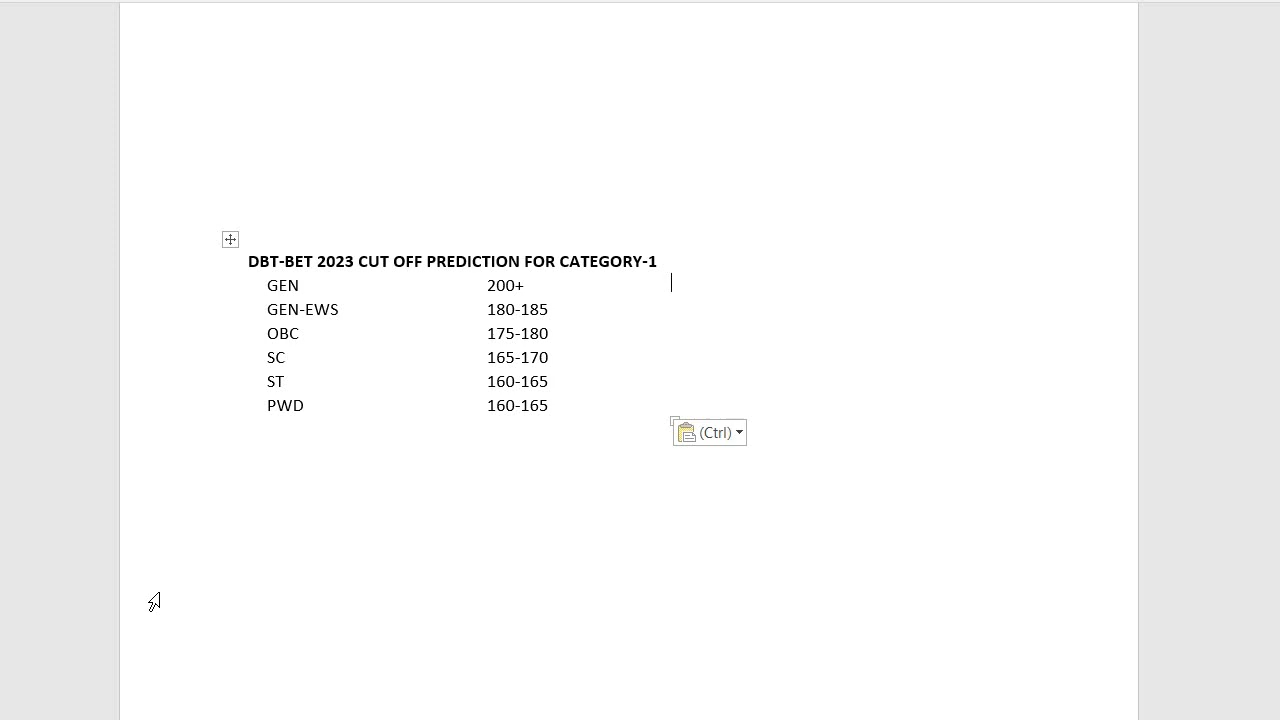 DBT-BET 2023 CUT OFF PREDICTION FOR CATEGORY-1
GEN 200+
GEN-EWS 180-185
OBC 175-180
SC 165-170
ST 160-165
PWD 160-165
(Ctrl)